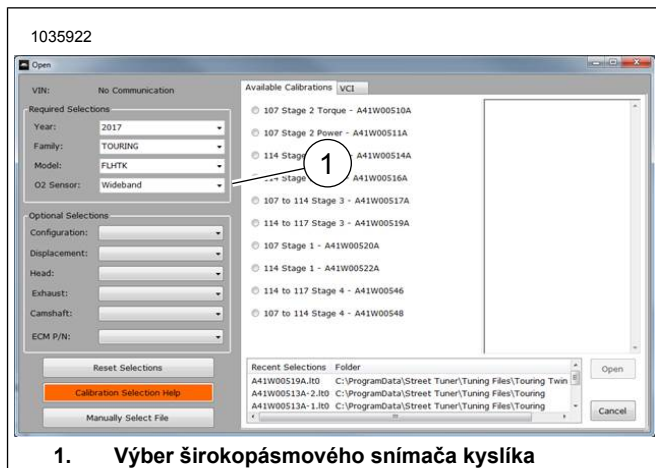 1035922
Open
VIN: No Communication
Required Selections
Year: 2017
Family: TOURING
Model: FLHTK
O2 Sensor: Wideband
Optional Selections
Configuration:
Displacement:
Head:
Exhaust:
Camshaft:
ECM P/N:
Reset Selections
Calibration Selection Help
Manually Select File
Available Calibrations VCI
107 Stage 2 Torque - A41W00510A
107 Stage 2 Power - A41W00511A
114 Stage A41W00514A
Stage A41W00516A
107 to 114 Stage 3 - A41W00517A
114 to 117 Stage 3 - A41W00519A
107 Stage 1 - A41W00520A
114 Stage 1 - A41W00522A
114 to 117 Stage 4 - A41W00546
107 to 114 Stage 4 - A41W00548
1
Recent Selections Folder
A41W00519A.lt0 C:\ProgramData\Street Tuner\Tuning Files\Touring Twin
A41W00513A-2.lt0 C:\ProgramData\Street Tuner\Tuning Files\Touring
A41W00513A-1.lt0 C:\ProgramData\Street Tuner\Tuning Files\Touring
Open
Cancel
1. Výber širokopásmového snímača kyslíka